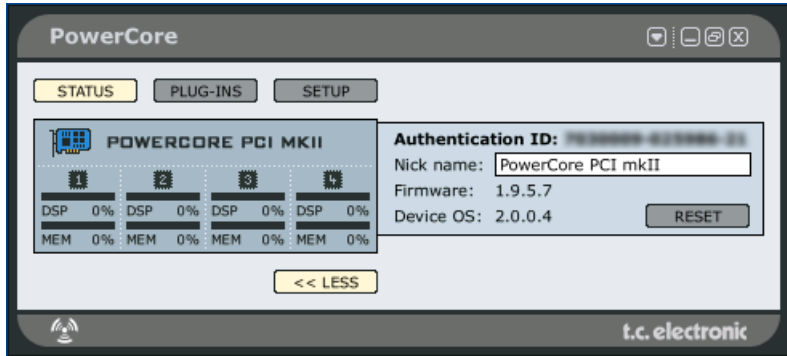 PowerCore
STATUS PLUG-INS SETUP
POWERCORE PCI MKII
1 2 3 4
DSP 0% DSP 0% DSP 0% DSP 0%
MEM 0% MEM 0% MEM 0% MEM 0%
Authentication ID:
Nick name: PowerCore PCI mkII
Firmware: 1.9.5.7
Device OS: 2.0.0.4 RESET
<< LESS
t.c. electronic